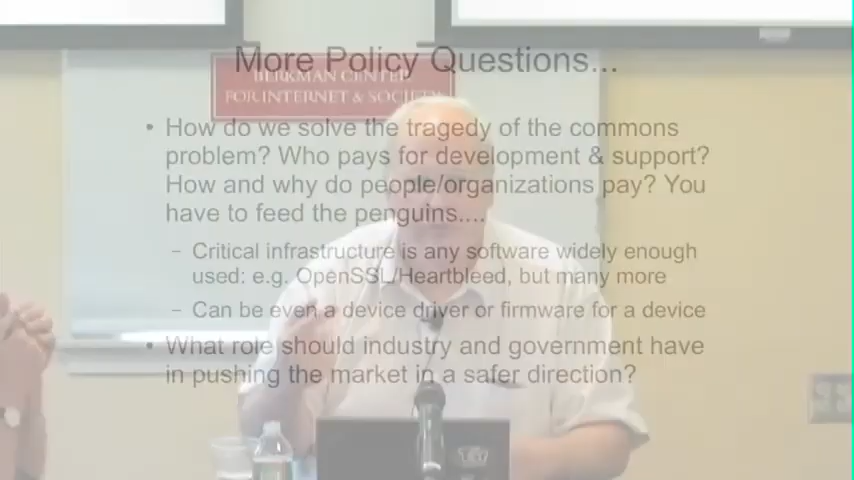 More Policy Questions...
BERKMAN CENTER
FOR INTERNET & SOCIETY
• How do we solve the tragedy of the commons
problem? Who pays for development & support?
How and why do people/organizations pay? You
have to feed the penguins....
– Critical infrastructure is any software widely enough
used: e.g. OpenSSL/Heartbleed, but many more
– Can be even a device driver or firmware for a device
• What role should industry and government have
in pushing the market in a safer direction?